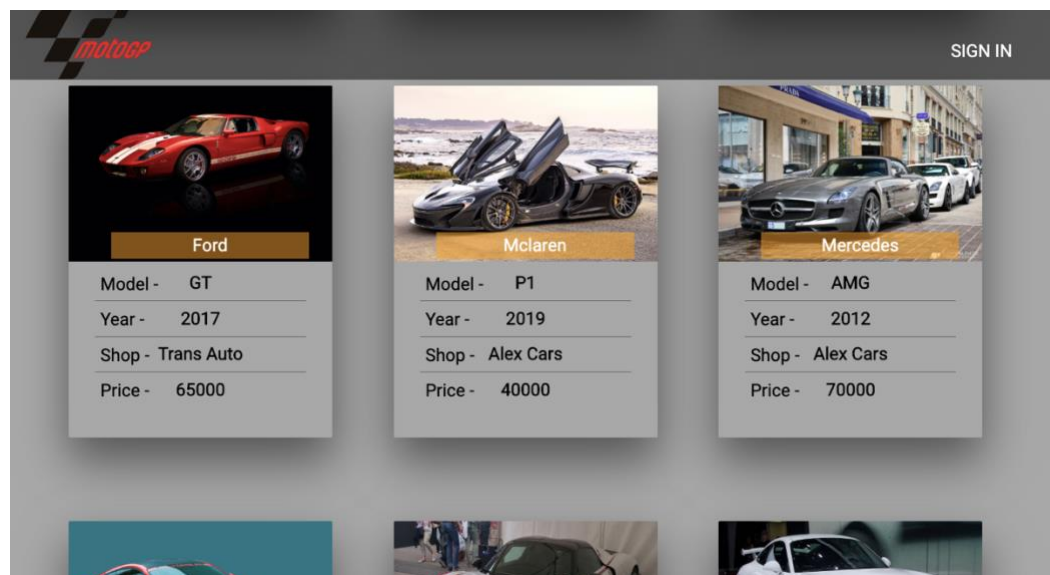 motoGP
SIGN IN
PRADA
Ford
Mclaren
Mercedes
Model - GT
Model - P1
Model - AMG
Year - 2017
Year - 2019
Year - 2012
Shop - Trans Auto
Shop - Alex Cars
Shop - Alex Cars
Price - 65000
Price - 40000
Price - 70000